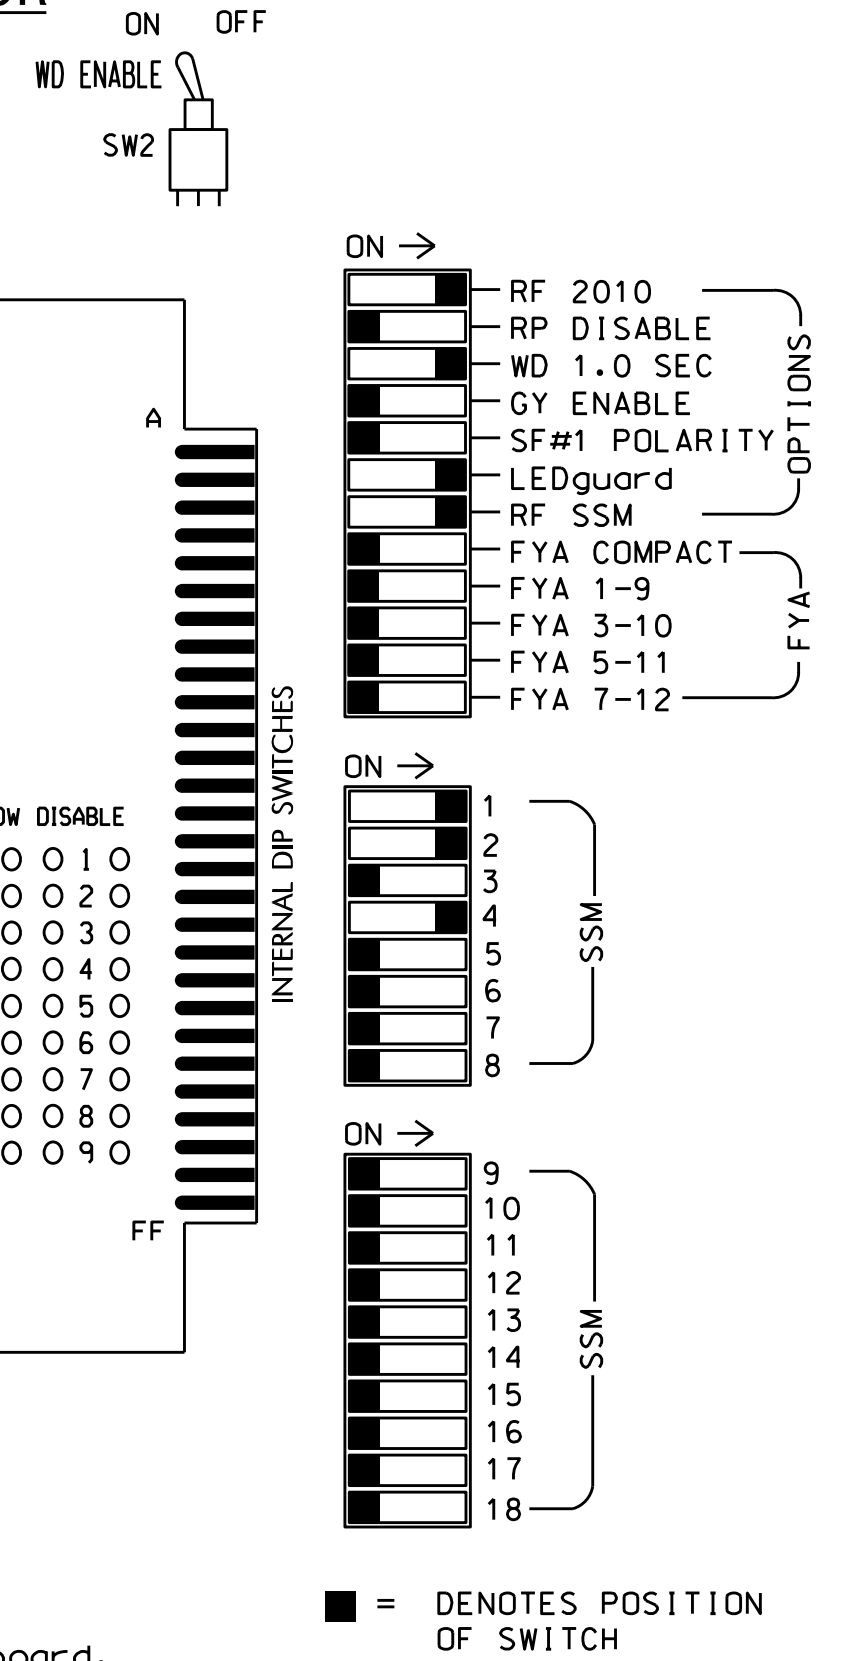 ON OFF
WD ENABLE
SW2
ON →
RF 2010
RP DISABLE
WD 1.0 SEC
GY ENABLE
SF#1 POLARITY
LEDguard
RF SSM
OPTIONS
FYA COMPACT
FYA 1-9
FYA 3-10
FYA 5-11
FYA 7-12
FYA
A
INTERNAL DIP SWITCHES
DISABLE
1
2
3
4
5
6
7
8
9
FF
ON →
1
2
3
4
5
6
7
8
SSM
ON →
9
10
11
12
13
14
15
16
17
18
SSM
= DENOTES POSITION
OF SWITCH